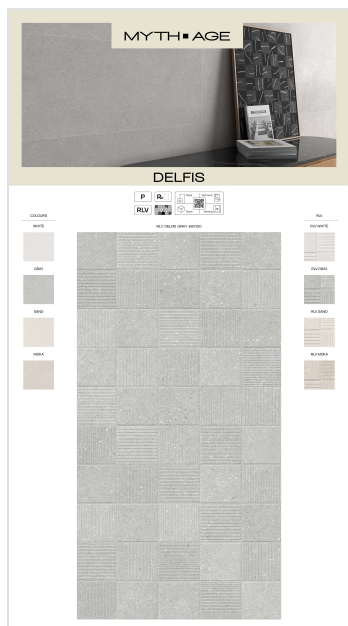 MYTH■AGE
DELFIS
P
RLV
COLOURS
RLV
WHITE
RLV DELFIS GRAY 60X120
RLV WHITE
GRAY
RLV GRAY
SAND
RLV SAND
MOKA
RLV MOKA